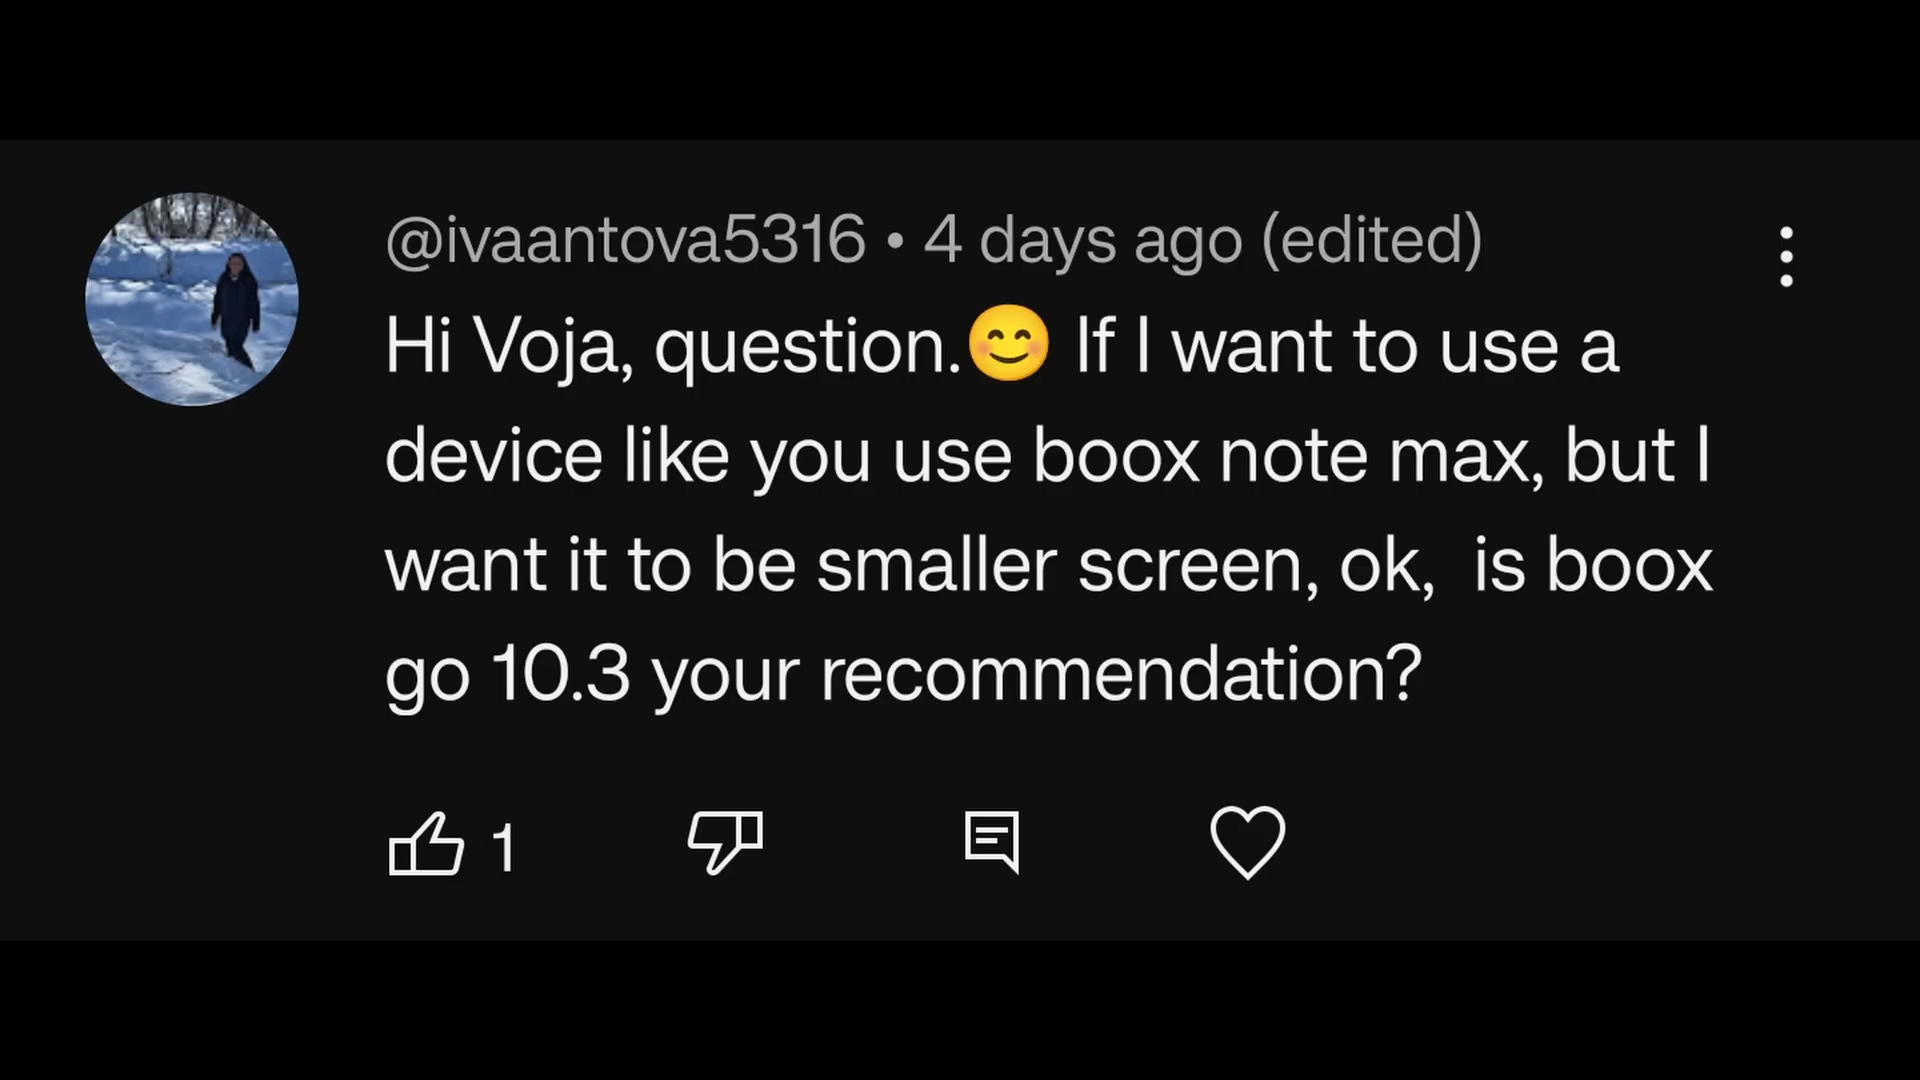 @ivaantova5316 • 4 days ago (edited)
Hi Voja, question.😊 If I want to use a
device like you use boox note max, but I
want it to be smaller screen, ok,  is boox
go 10.3 your recommendation?
1